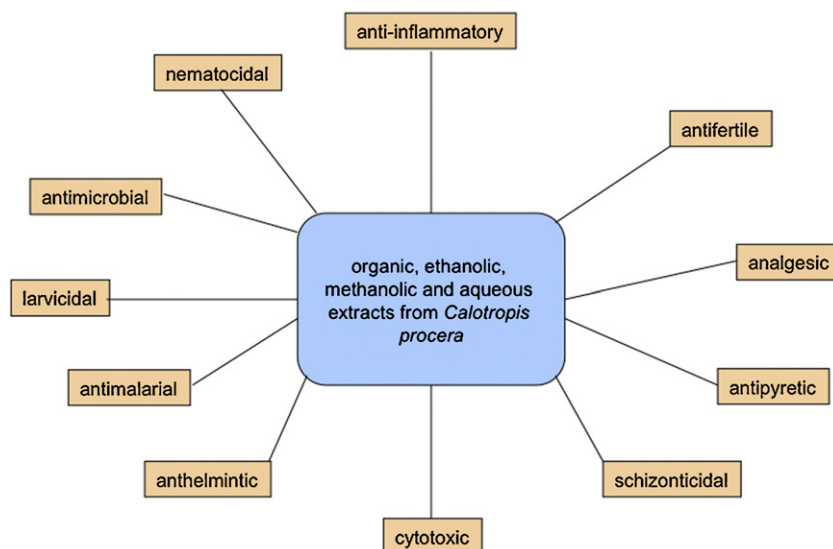 anti-inflammatory
nematocidal
antifertile
antimicrobial
analgesic
organic, ethanolic,
methanolic and aqueous
extracts from Calotropis
procera
larvicidal
antimalarial
antipyretic
anthelmintic
schizonticidal
cytotoxic